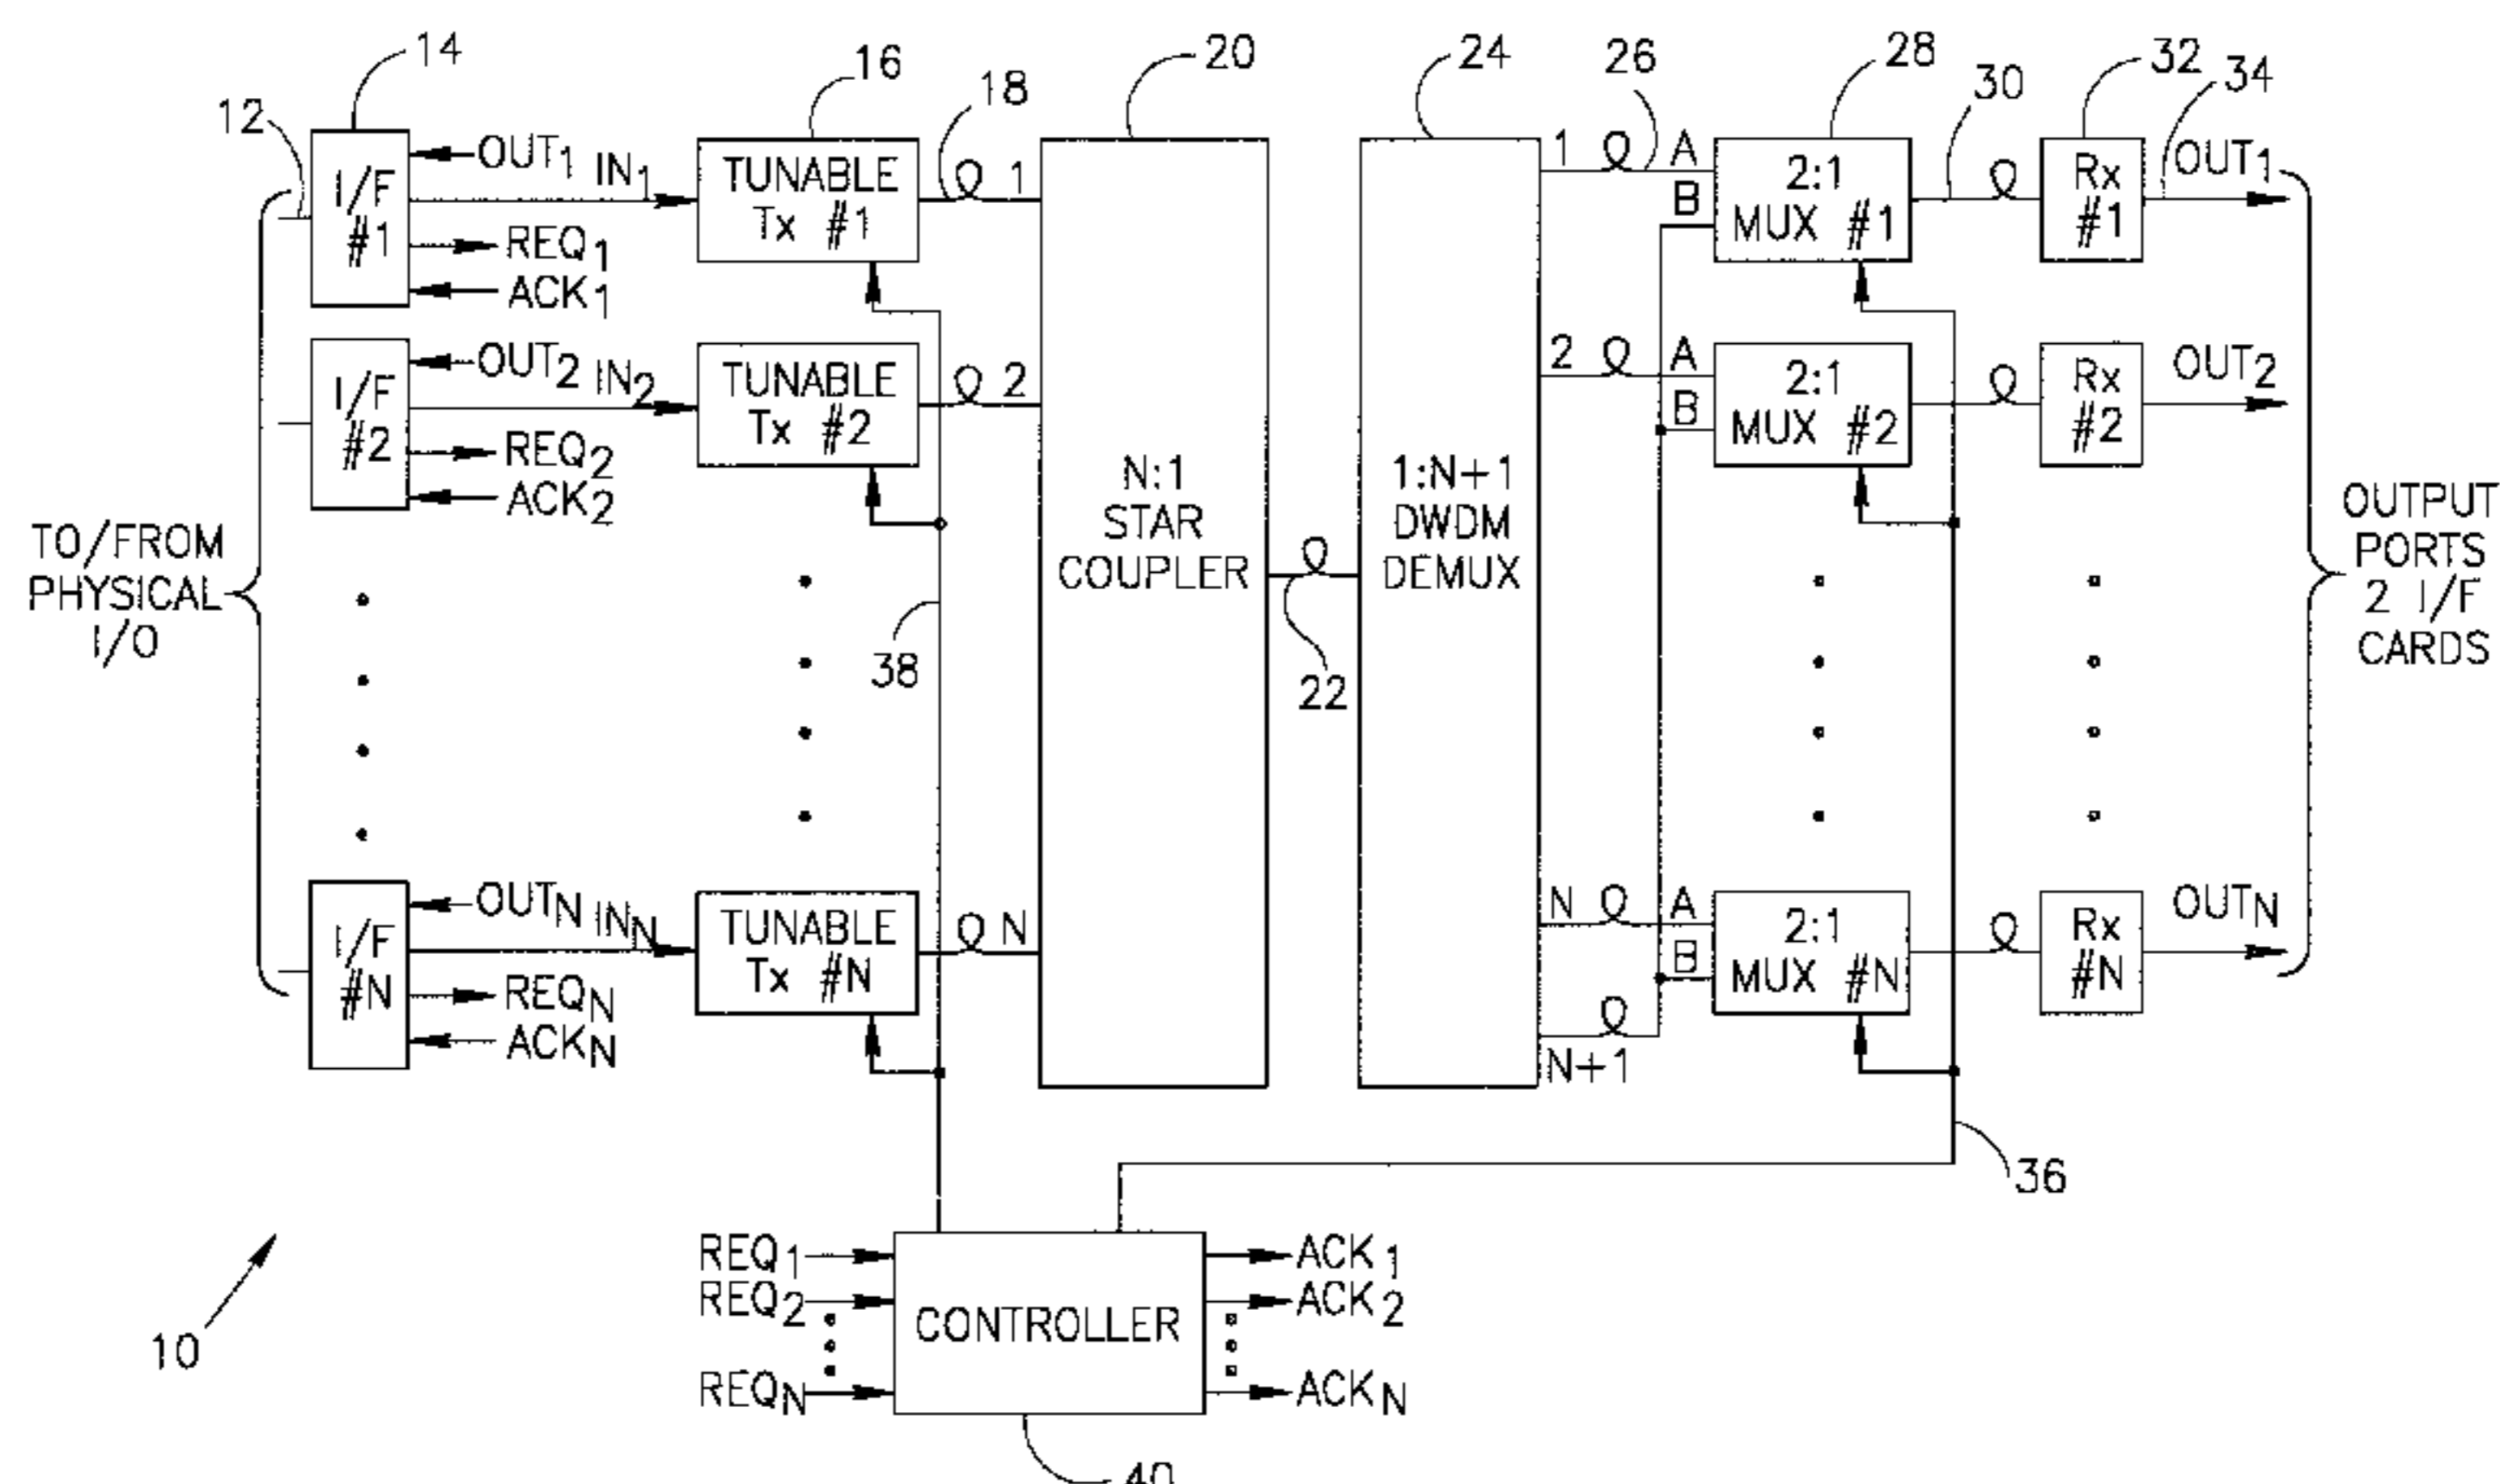 14
16
20
24
26
28
30
32
34
12
18
I/F
#1
OUT1
IN1
REQ1
ACK1
TUNABLE
Tx #1
1
1
A
B
2:1
MUX #1
Rx
#1
OUT1
I/F
#2
OUT2
IN2
REQ2
ACK2
TUNABLE
Tx #2
2
2
A
B
2:1
MUX #2
Rx
#2
OUT2
TO/FROM
PHYSICAL
I/O
N:1
STAR
COUPLER
1:N+1
DWDM
DEMUX
OUTPUT
PORTS
2 I/F
CARDS
38
22
I/F
#N
OUTN
INN
REQN
ACKN
TUNABLE
Tx #N
N
N
A
B
2:1
MUX #N
Rx
#N
OUTN
N+1
36
10
REQ1
REQ2
REQN
CONTROLLER
ACK1
ACK2
ACKN
40